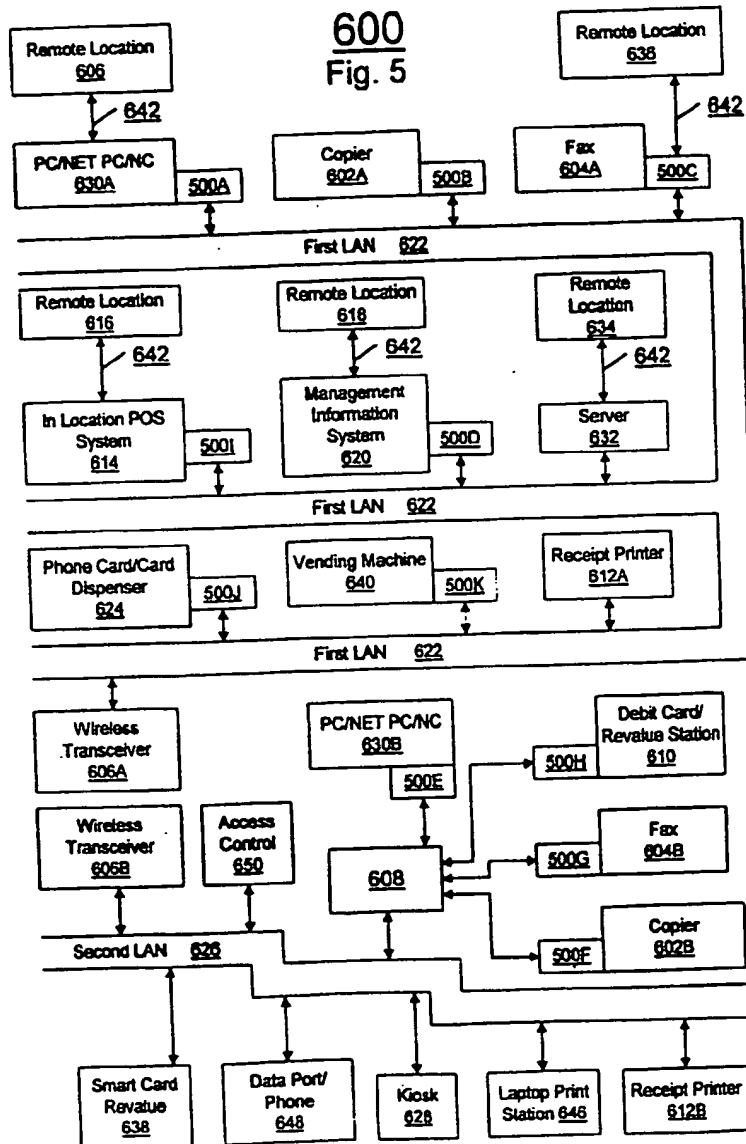 600
Fig. 5
Remote Location
606
642
Remote Location
636
642
PC/NET PC/NC
630A
500A
Copier
602A
500B
Fax
604A
500C
First LAN 622
Remote Location
616
642
Remote Location
618
642
Remote
Location
634
642
In Location POS
System
614
500I
Management
Information
System
620
500D
Server
632
First LAN 622
Phone Card/Card
Dispenser
624
500J
Vending Machine
640
500K
Receipt Printer
612A
First LAN 622
Wireless
Transceiver
606A
PC/NET PC/NC
630B
500E
Debit Card/
Revalue Station
610
500H
Wireless
Transceiver
606B
Access
Control
650
608
Fax
604B
500G
Copier
602B
500F
Second LAN 626
Smart Card
Revalue
638
Data Port/
Phone
648
Kiosk
628
Laptop Print
Station 646
Receipt Printer
612B